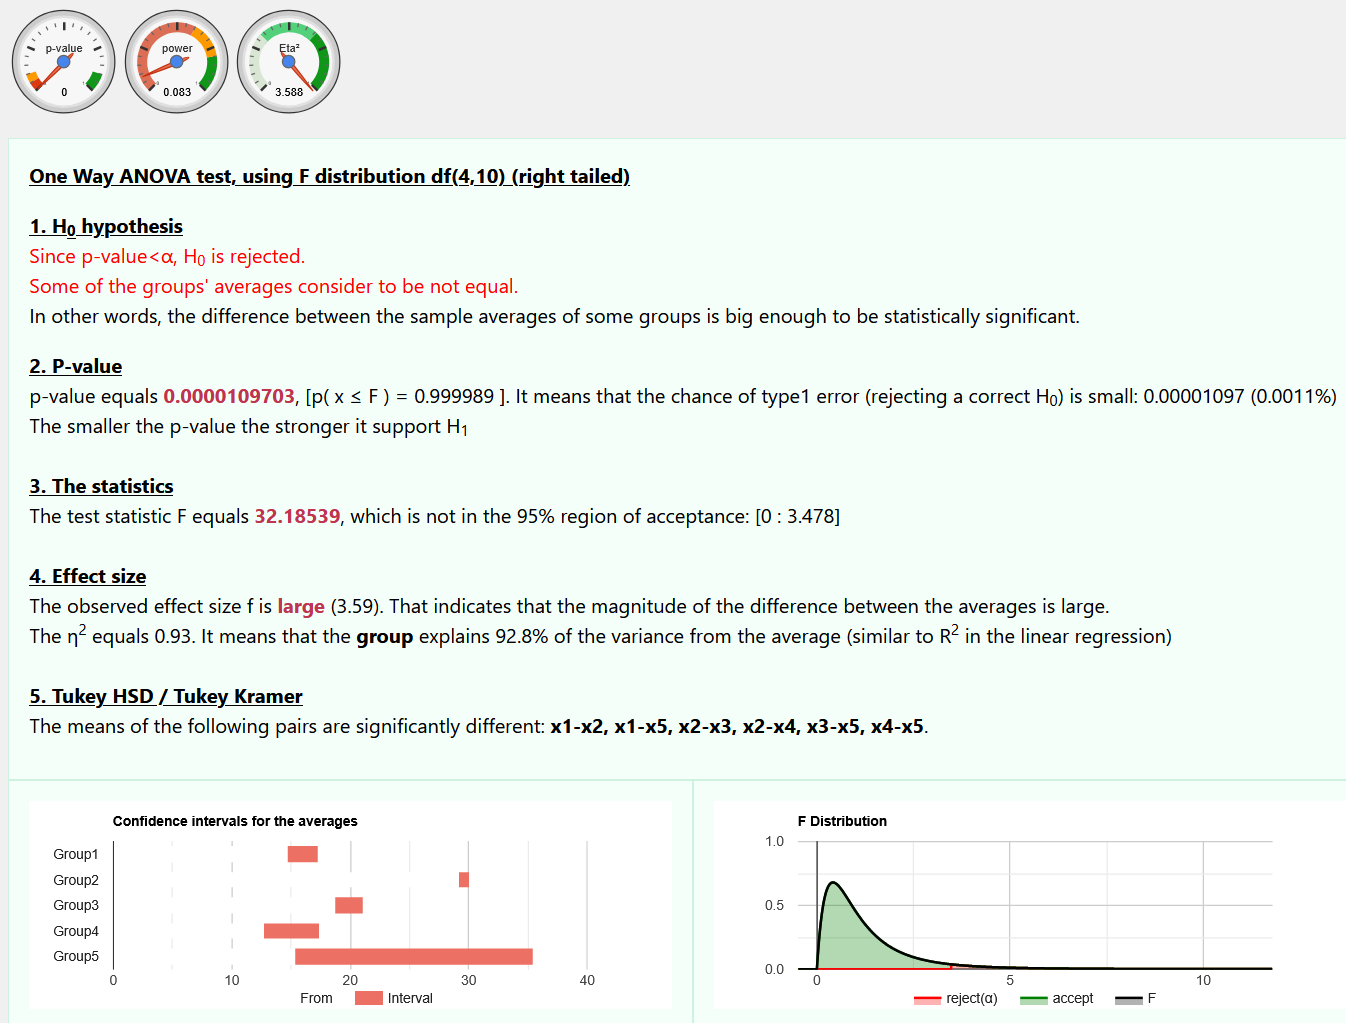 p-value
0
power
0.083
Eta²
3.588
One Way ANOVA test, using F distribution df(4,10) (right tailed)
1. H₀ hypothesis
Since p-value<α, H₀ is rejected.
Some of the groups' averages consider to be not equal.
In other words, the difference between the sample averages of some groups is big enough to be statistically significant.
2. P-value
p-value equals 0.0000109703, [p( x ≤ F ) = 0.999989 ]. It means that the chance of type1 error (rejecting a correct H₀) is small: 0.00001097 (0.0011%)
The smaller the p-value the stronger it support H₁
3. The statistics
The test statistic F equals 32.18539, which is not in the 95% region of acceptance: [0 : 3.478]
4. Effect size
The observed effect size f is large (3.59). That indicates that the magnitude of the difference between the averages is large.
The η² equals 0.93. It means that the group explains 92.8% of the variance from the average (similar to R² in the linear regression)
5. Tukey HSD / Tukey Kramer
The means of the following pairs are significantly different: x1-x2, x1-x5, x2-x3, x2-x4, x3-x5, x4-x5.
Confidence intervals for the averages
Group1
Group2
Group3
Group4
Group5
0 10 20 30 40
From Interval
F Distribution
1.0
0.5
0.0
0 5 10
reject(α) accept F